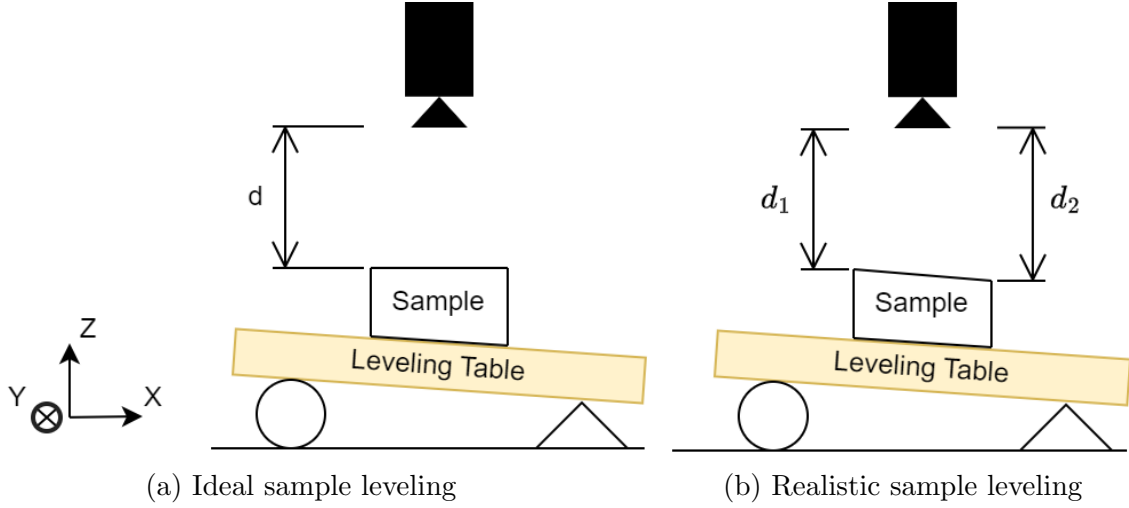 d
Sample
Leveling Table
Z
Y
X
(a) Ideal sample leveling
d₁
d₂
Sample
Leveling Table
(b) Realistic sample leveling